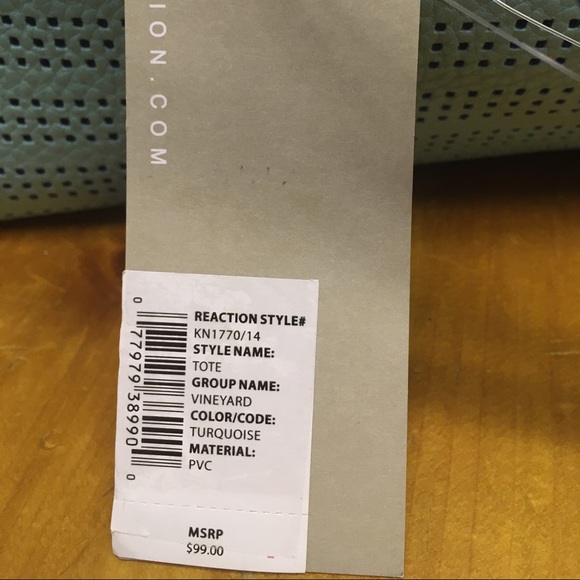 ION.COM
REACTION STYLE#
KN1770/14
STYLE NAME:
TOTE
GROUP NAME:
VINEYARD
COLOR/CODE:
TURQUOISE
MATERIAL:
PVC
0 77979 38990 0
MSRP
$99.00